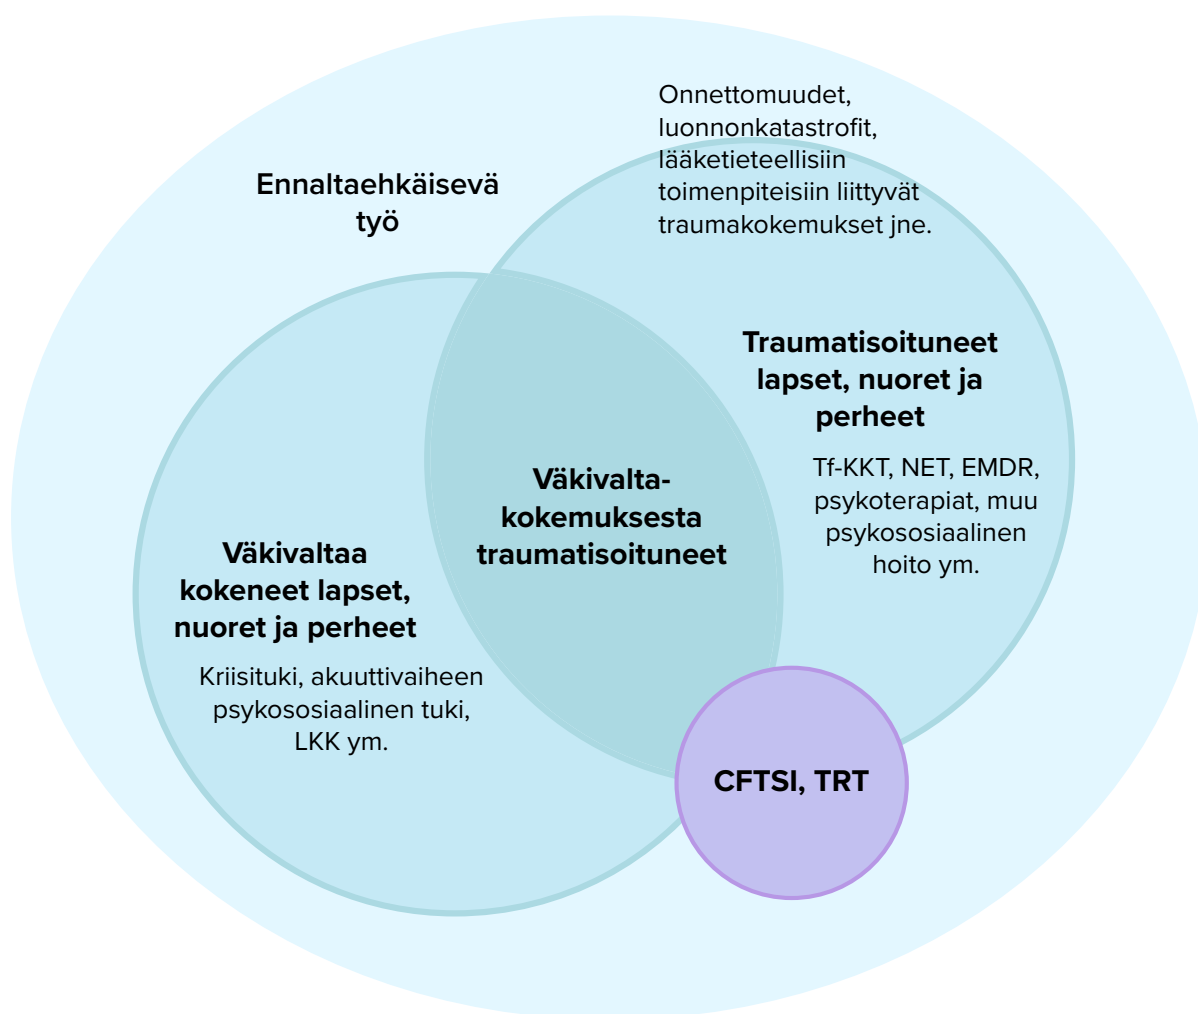 Onnettomuudet,
luonnonkatastrofit,
lääketieteellisiin
toimenpiteisiin liittyvät
traumakokemukset jne.
Ennaltaehkäisevä
työ
Traumatisoituneet
lapset, nuoret ja
perheet
Tf-KKT, NET, EMDR,
psykoterapiat, muu
psykososiaalinen
hoito ym.
Väkivalta-
kokemuksesta
traumatisoituneet
Väkivaltaa
kokeneet lapset,
nuoret ja perheet
Kriisituki, akuuttivaiheen
psykososiaalinen tuki,
LKK ym.
CFTSI, TRT